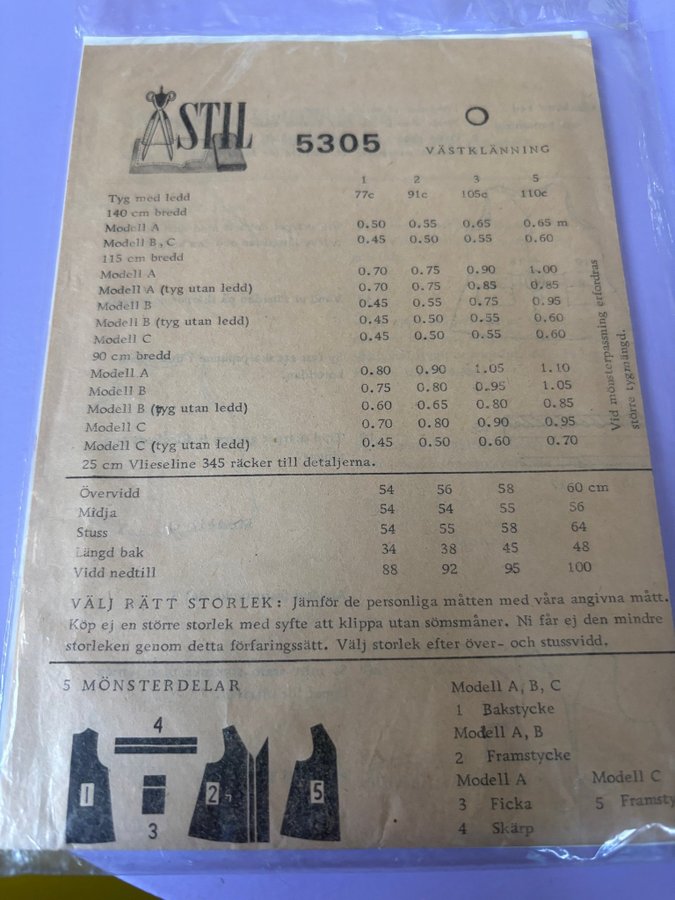 ÅSTIL
5305
VÄSTKLÄNNING
1 2 3 5
Tyg med ledd 77c 91c 105c 110c
140 cm bredd
Modell A 0.50 0.55 0.65 0.65 m
Modell B, C 0.45 0.50 0.55 0.60
115 cm bredd
Modell A 0.70 0.75 0.90 1.00
Modell A (tyg utan ledd) 0.70 0.75 0.85 0.85
Modell B 0.45 0.55 0.75 0.95
Modell B (tyg utan ledd) 0.45 0.50 0.55 0.60
Modell C 0.45 0.50 0.55 0.60
90 cm bredd
Modell A 0.80 0.90 1.05 1.10
Modell B 0.75 0.80 0.95 1.05
Modell B (tyg utan ledd) 0.60 0.65 0.80 0.85
Modell C 0.70 0.80 0.90 0.95
Modell C (tyg utan ledd) 0.45 0.50 0.60 0.70
25 cm Vlieseline 345 räcker till detaljerna.
Vid mönsterpassning erfordras
större tygmängd.
Övervidd 54 56 58 60 cm
Midja 54 54 55 56
Stuss 54 55 58 64
Längd bak 34 38 45 48
Vidd nedtill 88 92 95 100
VÄLJ RÄTT STORLEK: Jämför de personliga måtten med våra angivna mått.
Köp ej en större storlek med syfte att klippa utan sömsmåner. Ni får ej den mindre
storleken genom detta förfaringssätt. Välj storlek efter över- och stussvidd.
5 MÖNSTERDELAR
1
4
3
2
5
Modell A, B, C
1 Bakstycke
Modell A, B
2 Framstycke
Modell A Modell C
3 Ficka 5 Framsty
4 Skärp